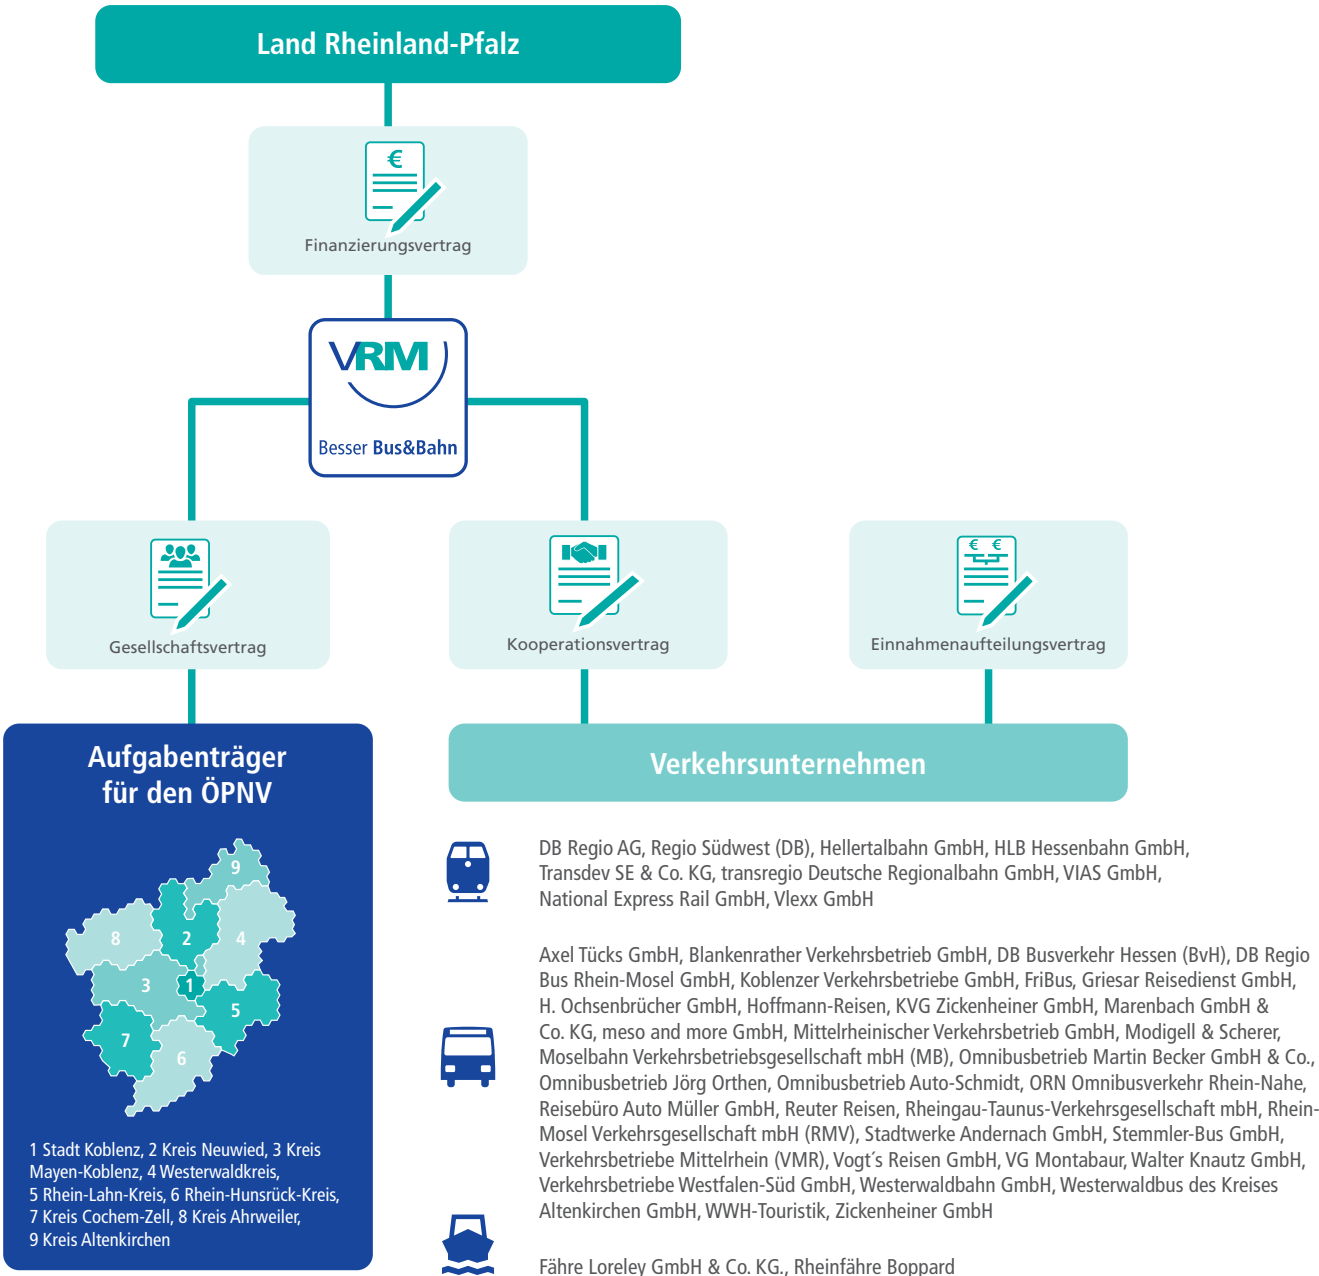 Land Rheinland-Pfalz
€
Finanzierungsvertrag
VRM
Besser Bus&Bahn
Gesellschaftsvertrag
Kooperationsvertrag
€ €
Einnahmenaufteilungsvertrag
Aufgabenträger
für den ÖPNV
9
8
2
4
3
1
5
7
6
1 Stadt Koblenz, 2 Kreis Neuwied, 3 Kreis
Mayen-Koblenz, 4 Westerwaldkreis,
5 Rhein-Lahn-Kreis, 6 Rhein-Hunsrück-Kreis,
7 Kreis Cochem-Zell, 8 Kreis Ahrweiler,
9 Kreis Altenkirchen
Verkehrsunternehmen
DB Regio AG, Regio Südwest (DB), Hellertalbahn GmbH, HLB Hessenbahn GmbH,
Transdev SE & Co. KG, transregio Deutsche Regionalbahn GmbH, VIAS GmbH,
National Express Rail GmbH, Vlexx GmbH
Axel Tücks GmbH, Blankenrather Verkehrsbetrieb GmbH, DB Busverkehr Hessen (BvH), DB Regio
Bus Rhein-Mosel GmbH, Koblenzer Verkehrsbetriebe GmbH, FriBus, Griesar Reisedienst GmbH,
H. Ochsenbrücher GmbH, Hoffmann-Reisen, KVG Zickenheiner GmbH, Marenbach GmbH &
Co. KG, meso and more GmbH, Mittelrheinischer Verkehrsbetrieb GmbH, Modigell & Scherer,
Moselbahn Verkehrsbetriebsgesellschaft mbH (MB), Omnibusbetrieb Martin Becker GmbH & Co.,
Omnibusbetrieb Jörg Orthen, Omnibusbetrieb Auto-Schmidt, ORN Omnibusverkehr Rhein-Nahe,
Reisebüro Auto Müller GmbH, Reuter Reisen, Rheingau-Taunus-Verkehrsgesellschaft mbH, Rhein-
Mosel Verkehrsgesellschaft mbH (RMV), Stadtwerke Andernach GmbH, Stemmler-Bus GmbH,
Verkehrsbetriebe Mittelrhein (VMR), Vogt´s Reisen GmbH, VG Montabaur, Walter Knautz GmbH,
Verkehrsbetriebe Westfalen-Süd GmbH, Westerwaldbahn GmbH, Westerwaldbus des Kreises
Altenkirchen GmbH, WWH-Touristik, Zickenheiner GmbH
Fähre Loreley GmbH & Co. KG., Rheinfähre Boppard